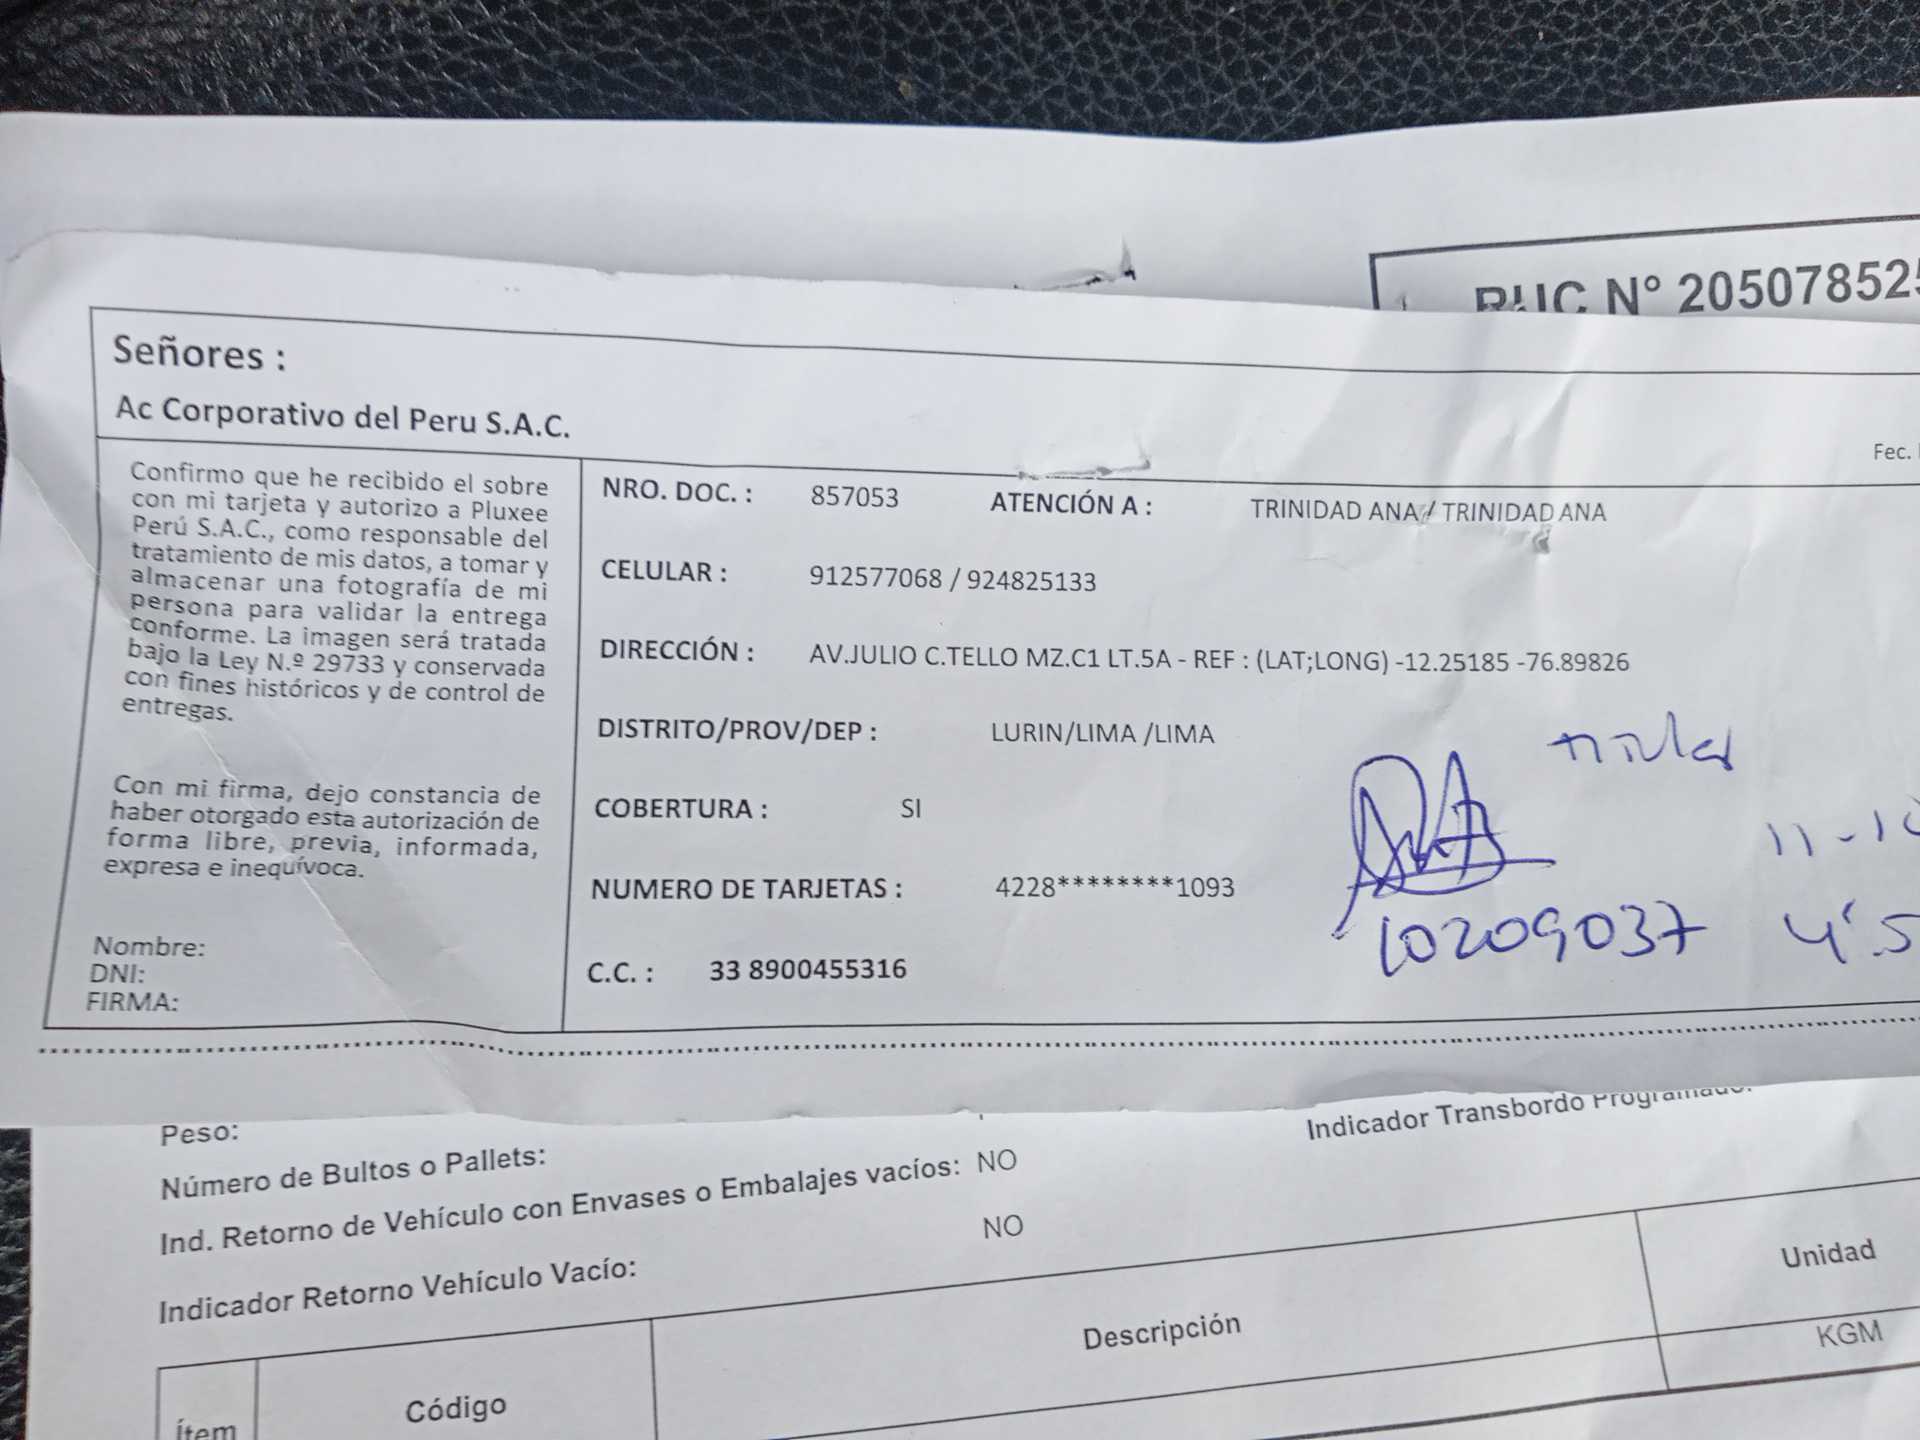 RUC N° 205078525
Señores :
Ac Corporativo del Peru S.A.C.
Fec.
Confirmo que he recibido el sobre
con mi tarjeta y autorizo a Pluxee
Perú S.A.C., como responsable del
tratamiento de mis datos, a tomar y
almacenar una fotografía de mi
persona para validar la entrega
conforme. La imagen será tratada
bajo la Ley N.º 29733 y conservada
con fines históricos y de control de
entregas.
Con mi firma, dejo constancia de
haber otorgado esta autorización de
forma libre, previa, informada,
expresa e inequívoca.
Nombre:
DNI:
FIRMA:
NRO. DOC. : 857053 ATENCIÓN A : TRINIDAD ANA / TRINIDAD ANA
CELULAR : 912577068 / 924825133
DIRECCIÓN : AV.JULIO C.TELLO MZ.C1 LT.5A - REF : (LAT;LONG) -12.25185 -76.89826
DISTRITO/PROV/DEP : LURIN/LIMA /LIMA
COBERTURA : SI
NUMERO DE TARJETAS : 4228********1093
C.C. : 33 8900455316
11-1
10209037 4:5
Peso:
Número de Bultos o Pallets:
Indicador Transbordo Programado:
Ind. Retorno de Vehículo con Envases o Embalajes vacíos: NO
Indicador Retorno Vehículo Vacío: NO
Ítem Código Descripción Unidad
KGM